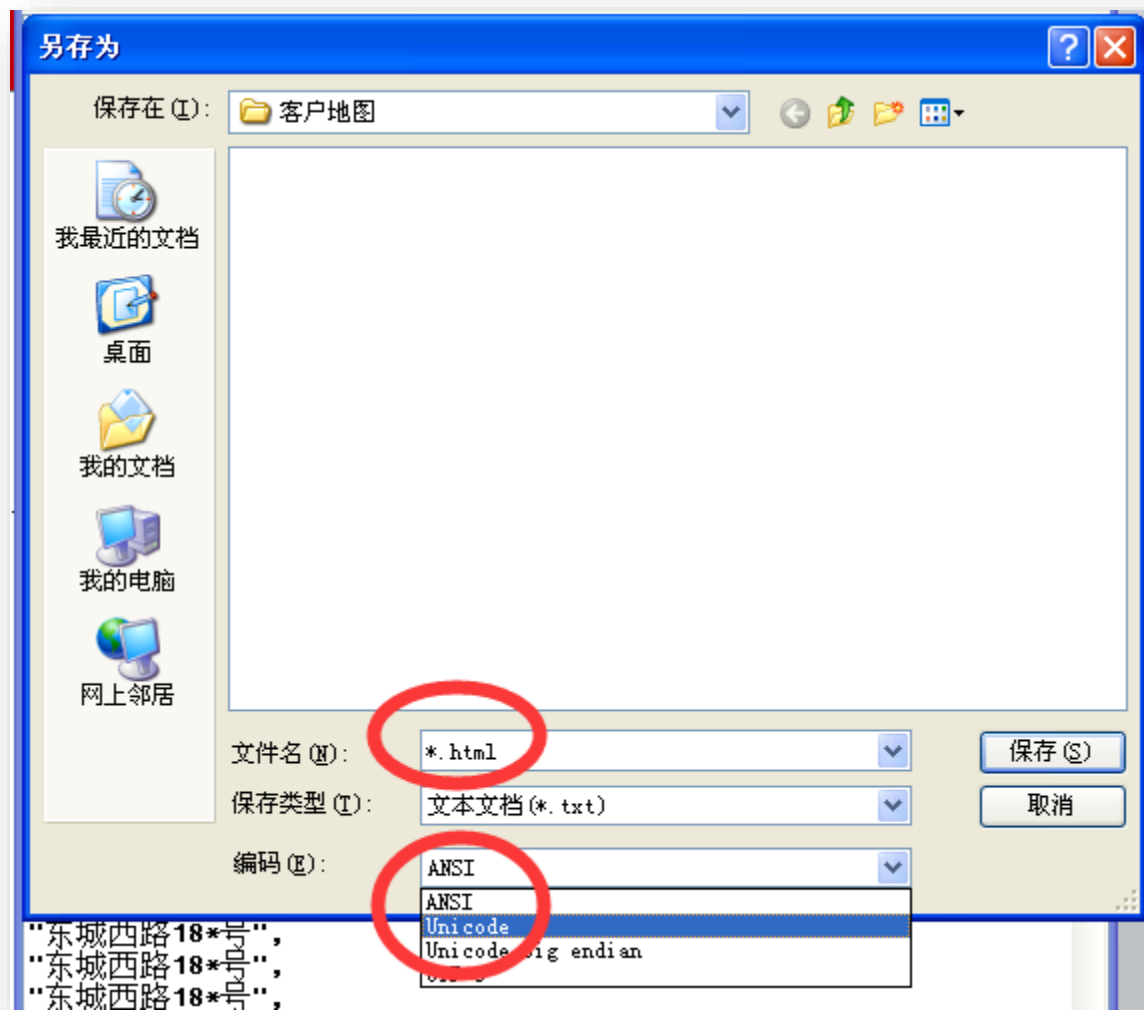 另存为
保存在(I):
客户地图
我最近的文档
桌面
我的文档
我的电脑
网上邻居
文件名(N):
*.html
保存(S)
保存类型(T):
文本文档(*.txt)
取消
编码(E):
ANSI
ANSI
Unicode
Unicode big endian
"东城西路18*号",
"东城西路18*号",
"东城西路18*号",